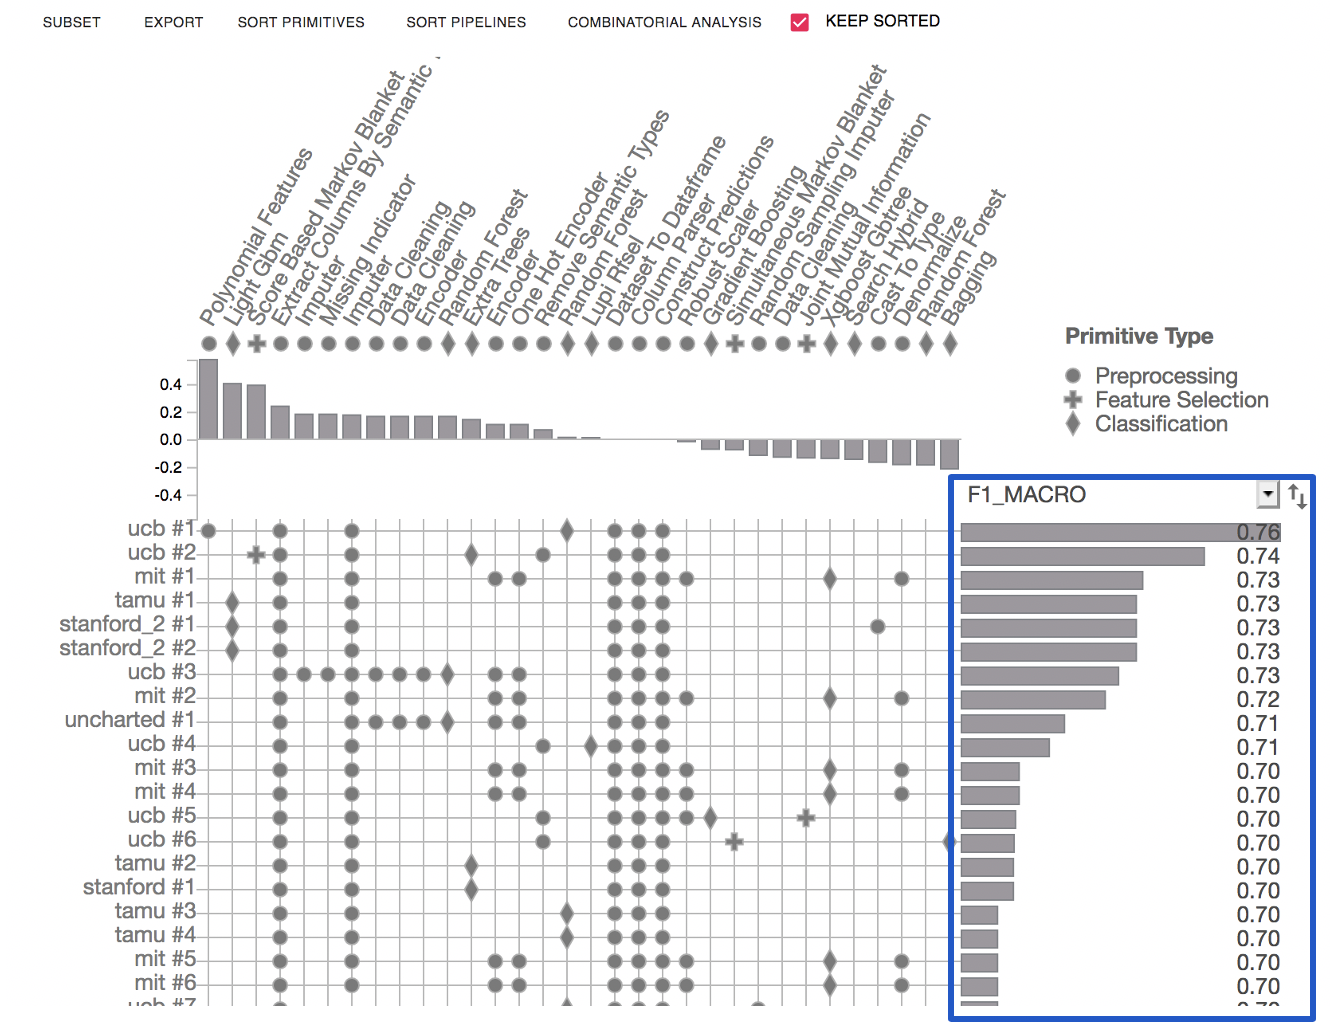 SUBSET EXPORT SORT PRIMITIVES SORT PIPELINES COMBINATORIAL ANALYSIS KEEP SORTED
Polynomial Features
Light Gbm
Score Based Markov Blanket
Extract Columns By Semantic
Imputer
Missing Indicator
Imputer
Data Cleaning
Data Cleaning
Encoder
Random Forest
Extra Trees
Encoder
One Hot Encoder
Remove Semantic Types
Random Forest
Lupi Rfsel
Dataset To Dataframe
Column Parser
Construct Predictions
Robust Scaler
Gradient Boosting
Simultaneous Markov Blanket
Random Sampling Imputer
Data Cleaning
Joint Mutual Information
Xgboost Gbtree
Search Hybrid
Cast To Type
Denormalize
Random Forest
Bagging
Primitive Type
Preprocessing
Feature Selection
Classification
0.4
0.2
0.0
-0.2
-0.4
F1_MACRO
ucb #1 0.76
ucb #2 0.74
mit #1 0.73
tamu #1 0.73
stanford_2 #1 0.73
stanford_2 #2 0.73
ucb #3 0.73
mit #2 0.72
uncharted #1 0.71
ucb #4 0.71
mit #3 0.70
mit #4 0.70
ucb #5 0.70
ucb #6 0.70
tamu #2 0.70
stanford #1 0.70
tamu #3 0.70
tamu #4 0.70
mit #5 0.70
mit #6 0.70
ucb #7